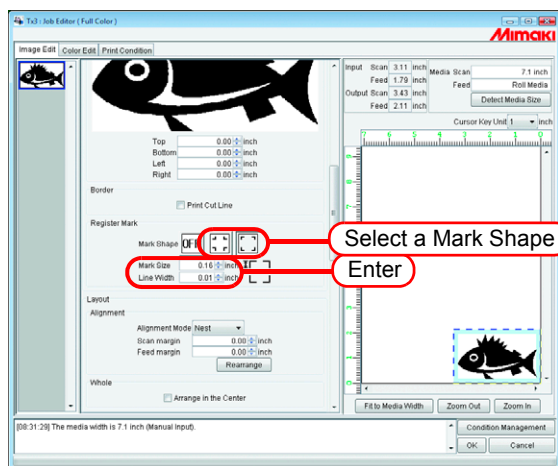 Tx3 : Job Editor ( Full Color )
Mimaki
Image Edit Color Edit Print Condition
Input Scan 3.11 inch
Feed 1.79 inch
Output Scan 3.43 inch
Feed 2.11 inch
Media Scan 7.1 inch
Feed Roll Media
Detect Media Size
Cursor Key Unit 1 inch
Top 0.00 inch
Bottom 0.00 inch
Left 0.00 inch
Right 0.00 inch
Border
Print Cut Line
Register Mark
Mark Shape OFF
Select a Mark Shape
Mark Size 0.16 inch
Line Width 0.01 inch
Enter
Layout
Alignment
Alignment Mode Nest
Scan margin 0.00 inch
Feed margin 0.00 inch
Rearrange
Whole
Arrange in the Center
Fit to Media Width Zoom Out Zoom In
[08:31:29] The media width is 7.1 inch (Manual Input).
Condition Management
OK Cancel